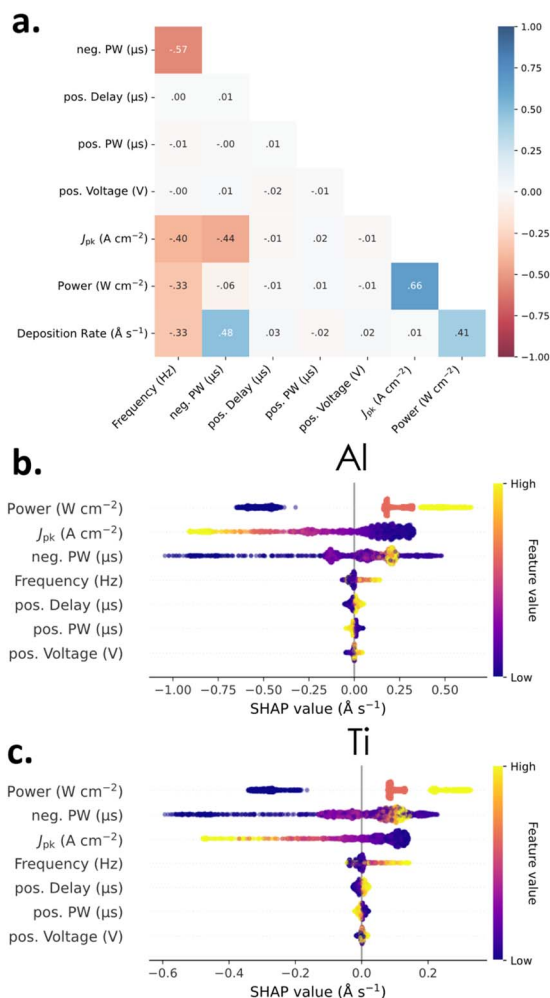 a.
1.00
neg. PW (µs) -.57
0.75
pos. Delay (µs) .00 .01
0.50
pos. PW (µs) -.01 -.00 .01
0.25
pos. Voltage (V) -.00 .01 -.02 -.01
0.00
Jpk (A cm⁻²) -.40 -.44 -.01 .02 -.01
-0.25
Power (W cm⁻²) -.33 -.06 -.01 .01 -.01 .66
-0.50
-0.75
Deposition Rate (Å s⁻¹) -.33 .48 .03 -.02 .02 .01 .41
-1.00
Frequency (Hz) neg. PW (µs) pos. Delay (µs) pos. PW (µs) pos. Voltage (V) Jpk (A cm⁻²) Power (W cm⁻²)
b.
Al
High
Power (W cm⁻²)
Jpk (A cm⁻²)
neg. PW (µs)
Frequency (Hz)
pos. Delay (µs)
pos. PW (µs)
pos. Voltage (V)
Low
Feature value
-1.00 -0.75 -0.50 -0.25 0.00 0.25 0.50
SHAP value (Å s⁻¹)
c.
Ti
High
Power (W cm⁻²)
neg. PW (µs)
Jpk (A cm⁻²)
Frequency (Hz)
pos. Delay (µs)
pos. PW (µs)
pos. Voltage (V)
Low
Feature value
-0.6 -0.4 -0.2 0.0 0.2
SHAP value (Å s⁻¹)